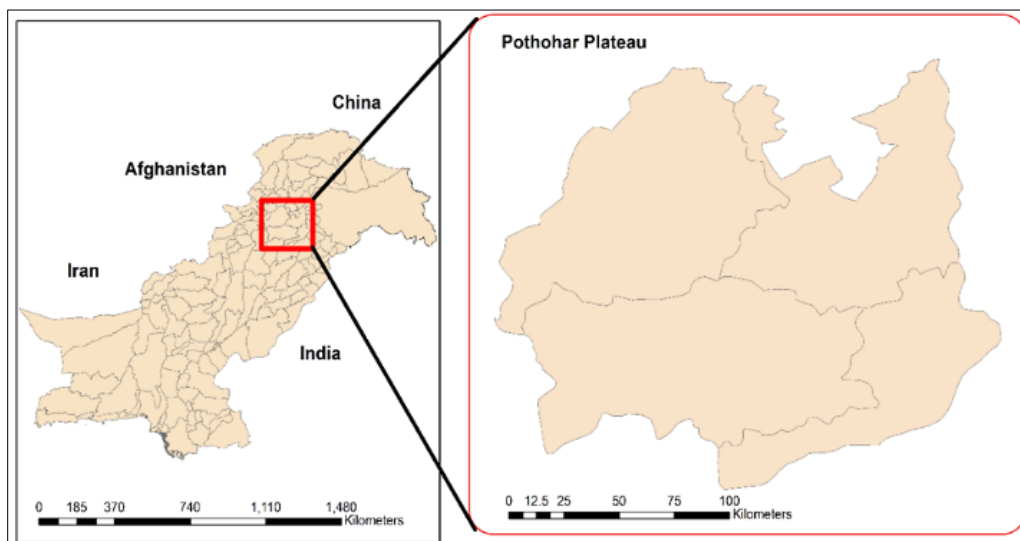 China
Afghanistan
Iran
India
0 185 370 740 1,110 1,480
Kilometers
Pothohar Plateau
0 12.5 25 50 75 100
Kilometers